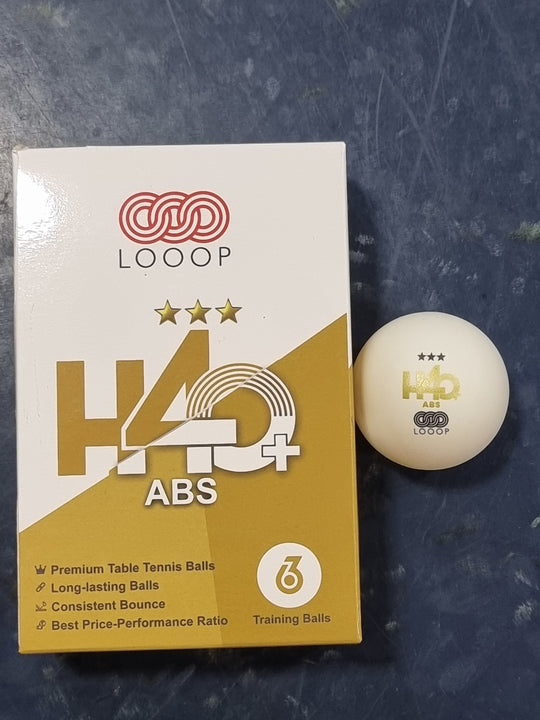 LOOOP
H40+
ABS
Premium Table Tennis Balls
Long-lasting Balls
Consistent Bounce
Best Price-Performance Ratio
6
Training Balls
H40+
ABS
LOOOP